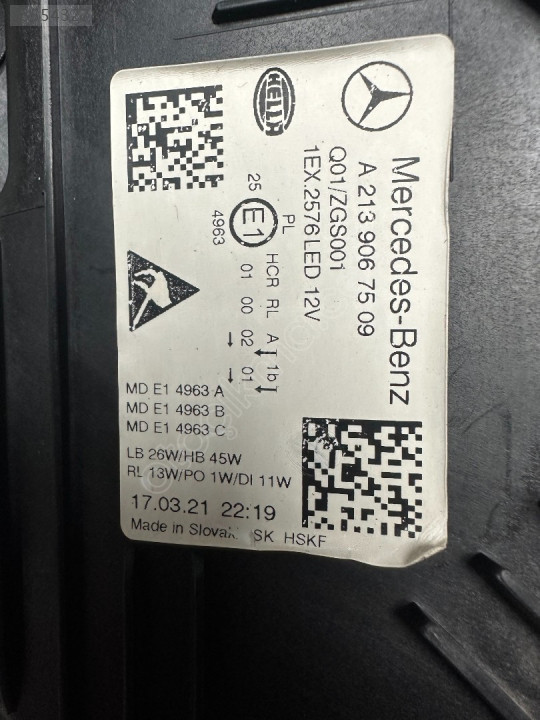 Mercedes-Benz
A 213 906 75 09
Q01/ZGS001
1EX.2576 LED 12V
HELLA
PL HCR RL A 1b
E1 01 00 02 01
25 4963
MD E1 4963 A
MD E1 4963 B
MD E1 4963 C
LB 26W/HB 45W
RL 13W/PO 1W/DI 11W
17.03.21 22:19
Made in Slovak. SK HSKF